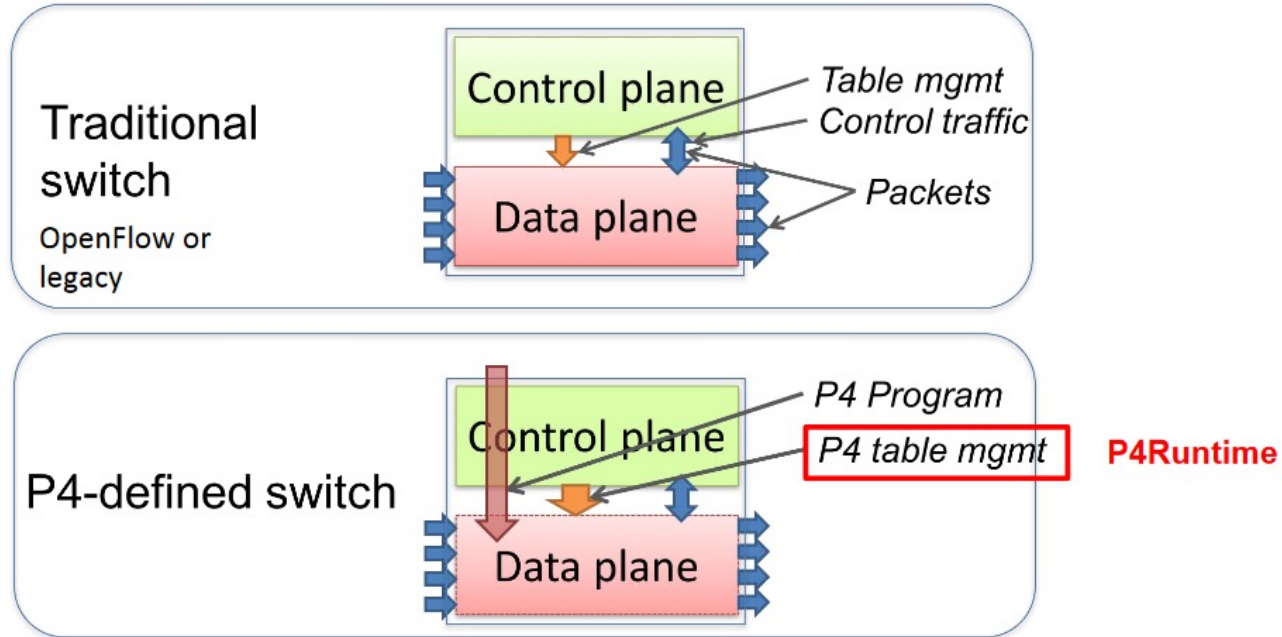 Control plane
Table mgmt
Control traffic
Traditional
switch
Packets
Data plane
OpenFlow or
legacy
P4 Program
Control plane
P4 table mgmt
P4Runtime
P4-defined switch
Data plane